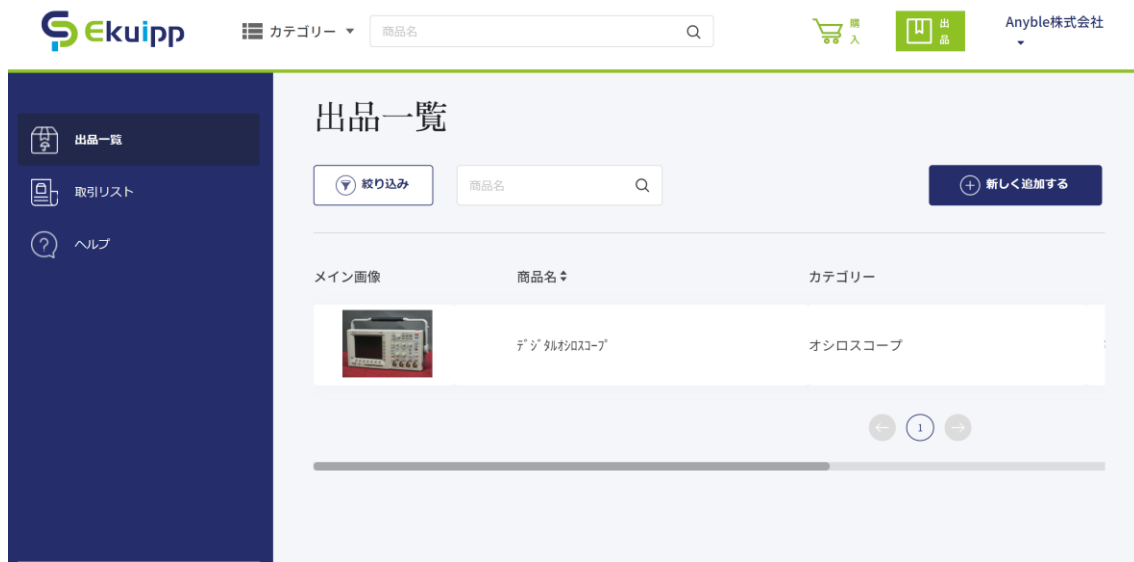 Ekuipp
カテゴリー
商品名
購入
出品
Anyble株式会社
出品一覧
取引リスト
ヘルプ
出品一覧
絞り込み
商品名
新しく追加する
メイン画像 商品名 カテゴリー
ﾃﾞｼﾞﾀﾙｵｼﾛｽｺｰﾌﾟ オシロスコープ
1